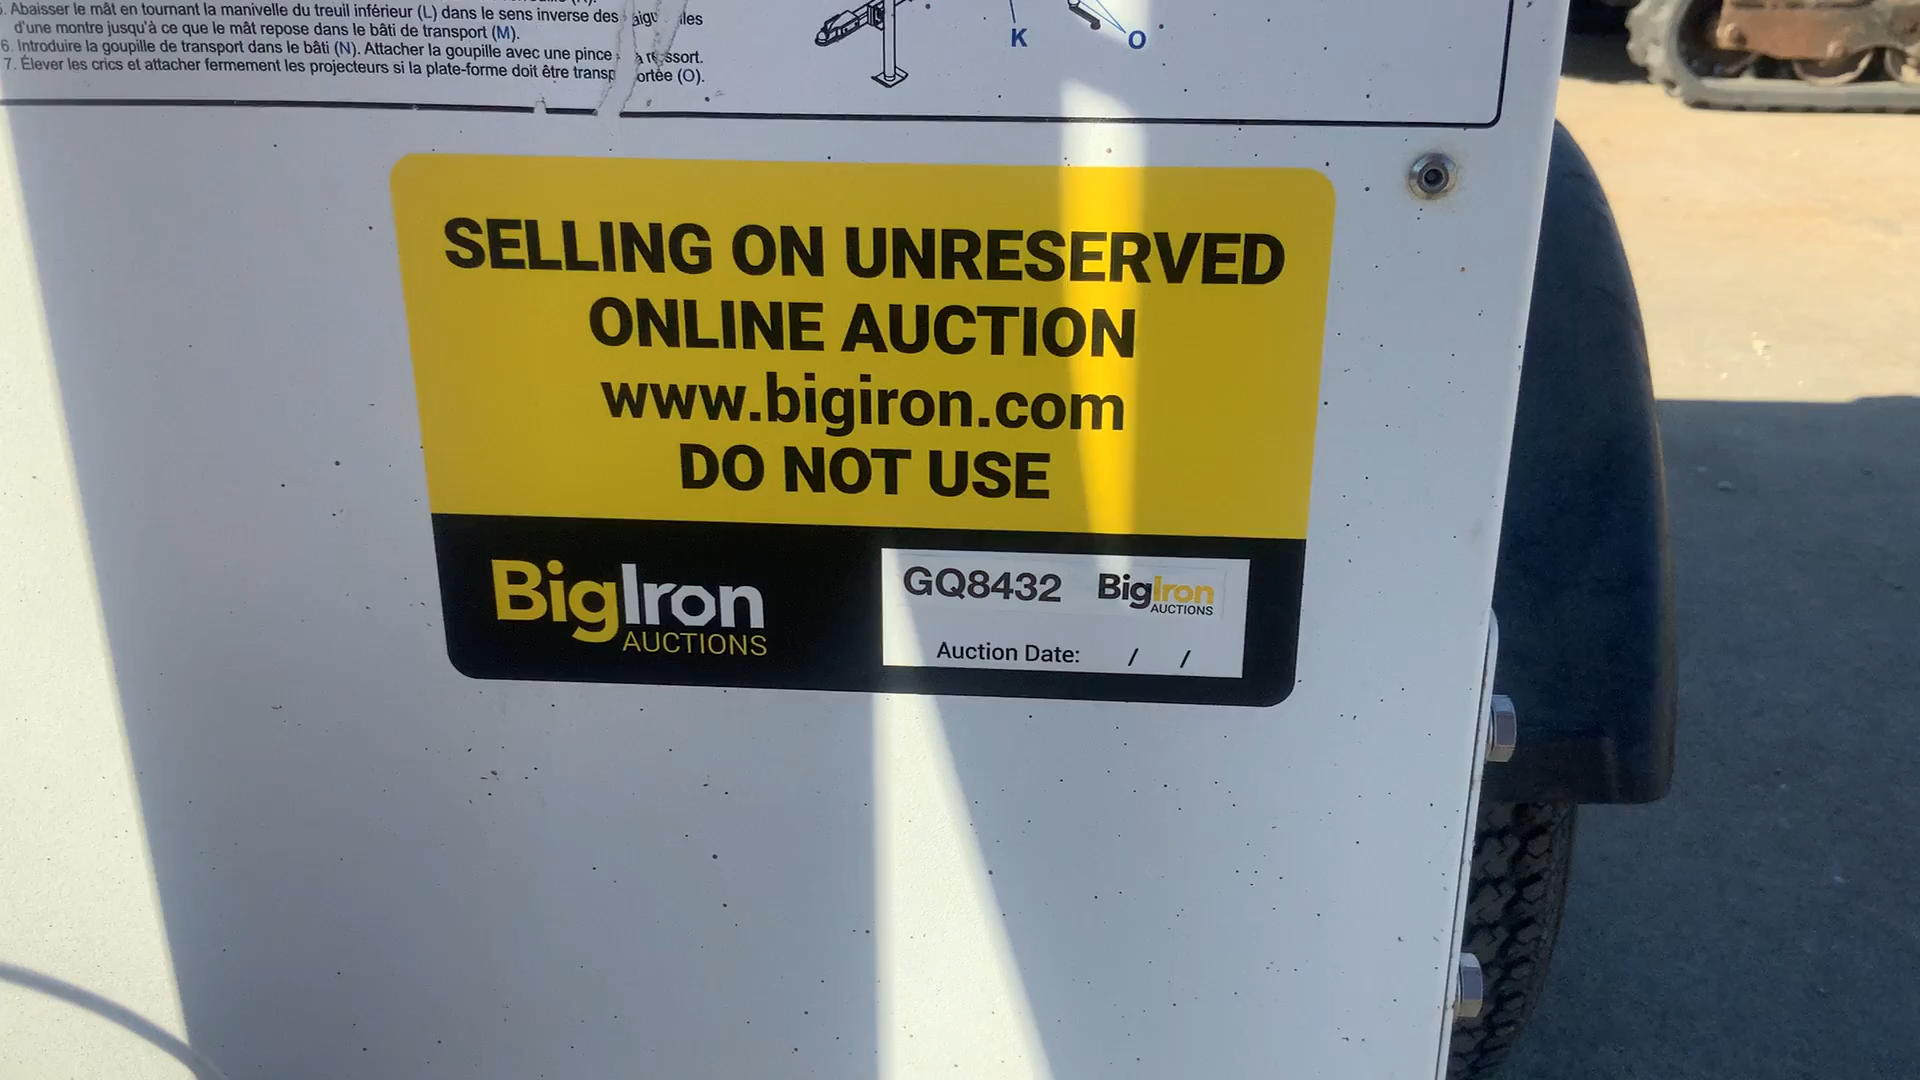 5. Abaisser le mât en tournant la manivelle du treuil inférieur (L) dans le sens inverse des
d'une montre jusqu'à ce que le mât repose dans le bâti de transport (M).
6. Introduire la goupille de transport dans le bâti (N). Attacher la goupille avec une pince
7. Élever les crics et attacher fermement les projecteurs si la plate-forme doit être transportée (O).
K
O
SELLING ON UNRESERVED
ONLINE AUCTION
www.bigiron.com
DO NOT USE
BigIron
AUCTIONS
GQ8432 BigIron
AUCTIONS
Auction Date: / /